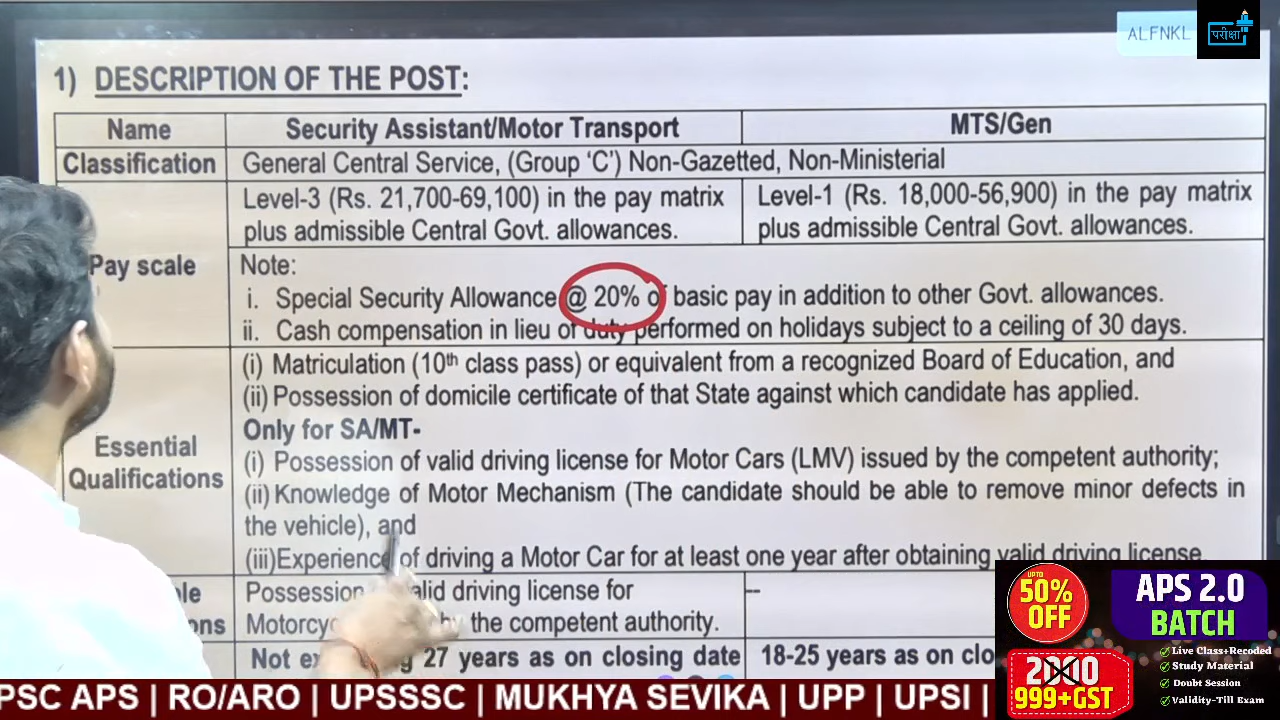 ALFNKL
परीक्षा
1) DESCRIPTION OF THE POST:
Name
Security Assistant/Motor Transport
MTS/Gen
Classification
General Central Service, (Group ‘C’) Non-Gazetted, Non-Ministerial
Pay scale
Level-3 (Rs. 21,700-69,100) in the pay matrix
plus admissible Central Govt. allowances.
Level-1 (Rs. 18,000-56,900) in the pay matrix
plus admissible Central Govt. allowances.
Note:
i. Special Security Allowance @ 20% of basic pay in addition to other Govt. allowances.
ii. Cash compensation in lieu of duty performed on holidays subject to a ceiling of 30 days.
Essential
Qualifications
(i) Matriculation (10th class pass) or equivalent from a recognized Board of Education, and
(ii) Possession of domicile certificate of that State against which candidate has applied.
Only for SA/MT-
(i) Possession of valid driving license for Motor Cars (LMV) issued by the competent authority;
(ii) Knowledge of Motor Mechanism (The candidate should be able to remove minor defects in
the vehicle), and
(iii)Experience of driving a Motor Car for at least one year after obtaining valid driving license
Possession valid driving license for
the competent authority.
--
Not 27 years as on closing date
18-25 years as on
UPTO
50%
OFF
APS 2.0
BATCH
2000
999+GST
Live Class+Recoded
Study Material
Doubt Session
Validity-Till Exam
PSC APS | RO/ARO | UPSSSC | MUKHYA SEVIKA | UPP | UPSI |